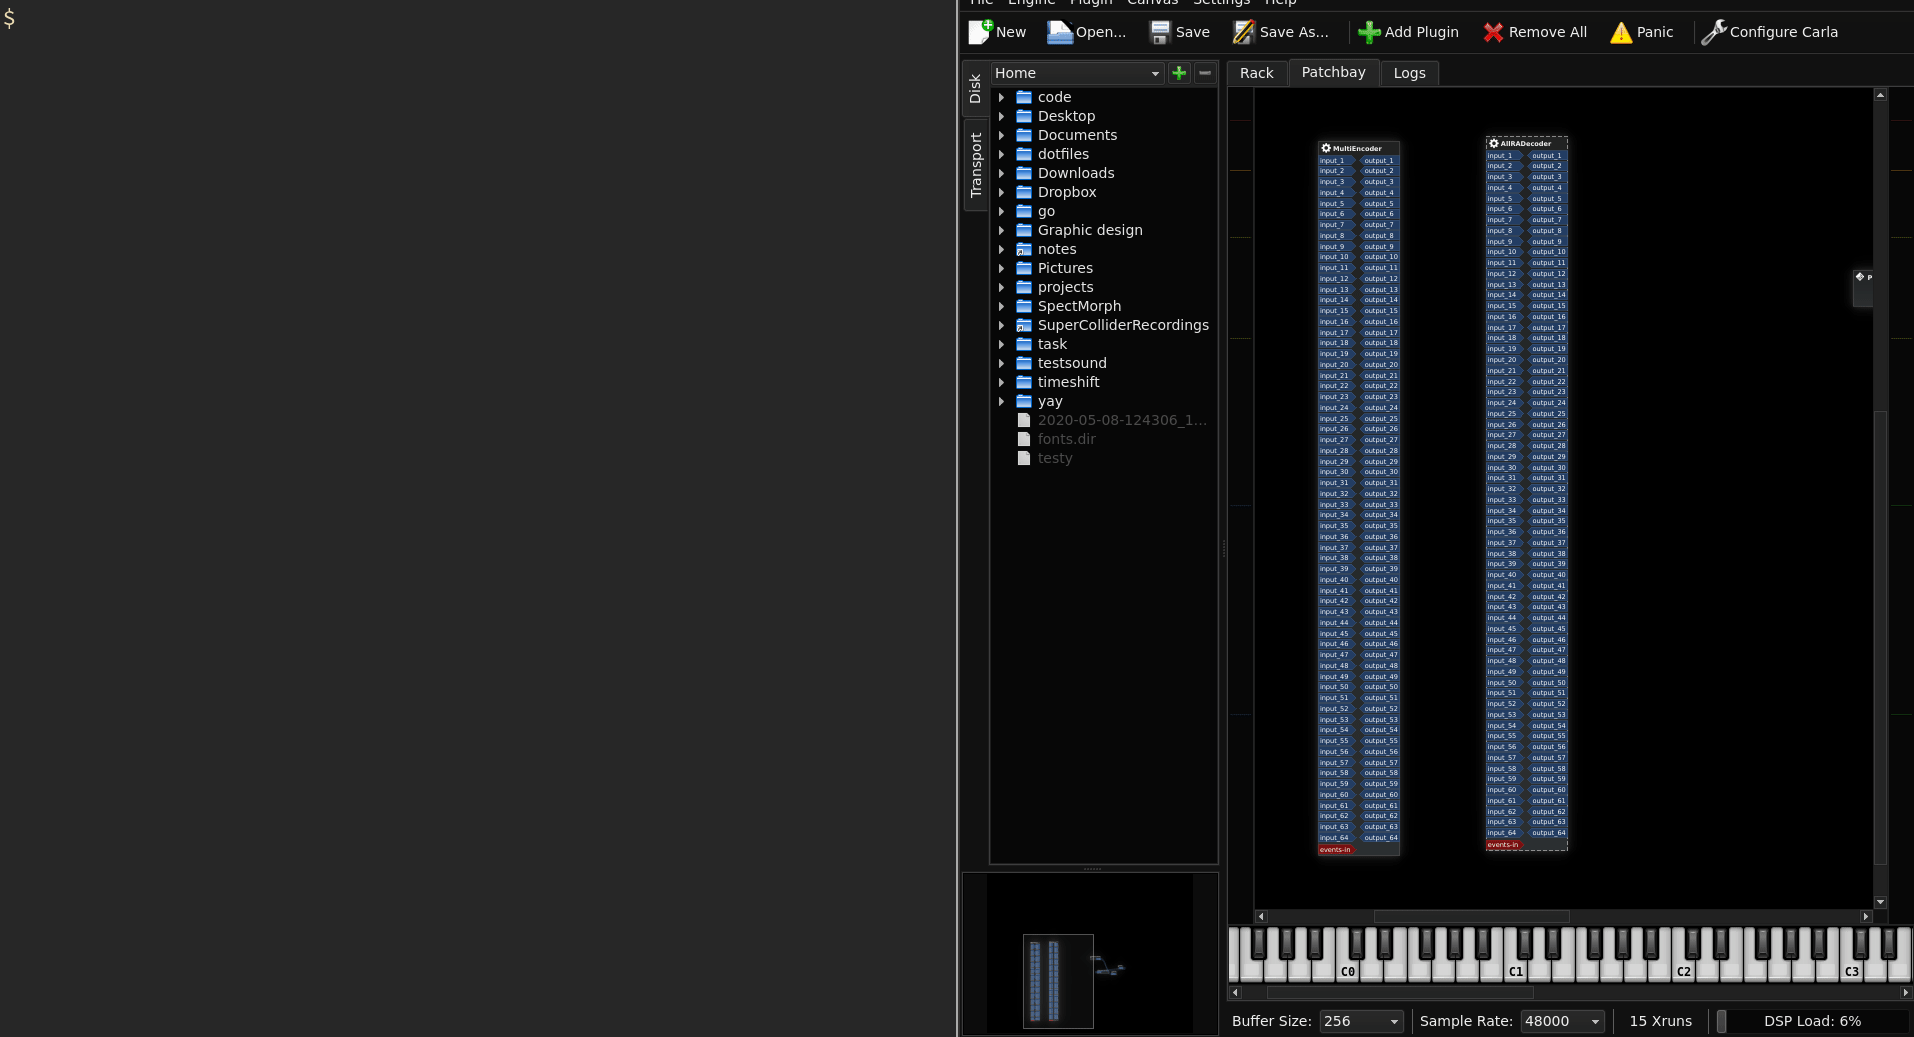 $
File Engine Plugin Canvas Settings Help
New Open... Save Save As... Add Plugin Remove All Panic Configure Carla
Disk
Transport
Home
code
Desktop
Documents
dotfiles
Downloads
Dropbox
go
Graphic design
notes
Pictures
projects
SpectMorph
SuperColliderRecordings
task
testsound
timeshift
yay
2020-05-08-124306_1...
fonts.dir
testy
Rack Patchbay Logs
MultiEncoder
input_1 output_1
input_2 output_2
input_3 output_3
input_4 output_4
input_5 output_5
input_6 output_6
input_7 output_7
input_8 output_8
input_9 output_9
input_10 output_10
input_11 output_11
input_12 output_12
input_13 output_13
input_14 output_14
input_15 output_15
input_16 output_16
input_17 output_17
input_18 output_18
input_19 output_19
input_20 output_20
input_21 output_21
input_22 output_22
input_23 output_23
input_24 output_24
input_25 output_25
input_26 output_26
input_27 output_27
input_28 output_28
input_29 output_29
input_30 output_30
input_31 output_31
input_32 output_32
input_33 output_33
input_34 output_34
input_35 output_35
input_36 output_36
input_37 output_37
input_38 output_38
input_39 output_39
input_40 output_40
input_41 output_41
input_42 output_42
input_43 output_43
input_44 output_44
input_45 output_45
input_46 output_46
input_47 output_47
input_48 output_48
input_49 output_49
input_50 output_50
input_51 output_51
input_52 output_52
input_53 output_53
input_54 output_54
input_55 output_55
input_56 output_56
input_57 output_57
input_58 output_58
input_59 output_59
input_60 output_60
input_61 output_61
input_62 output_62
input_63 output_63
input_64 output_64
events-in
AllRADecoder
input_1 output_1
input_2 output_2
input_3 output_3
input_4 output_4
input_5 output_5
input_6 output_6
input_7 output_7
input_8 output_8
input_9 output_9
input_10 output_10
input_11 output_11
input_12 output_12
input_13 output_13
input_14 output_14
input_15 output_15
input_16 output_16
input_17 output_17
input_18 output_18
input_19 output_19
input_20 output_20
input_21 output_21
input_22 output_22
input_23 output_23
input_24 output_24
input_25 output_25
input_26 output_26
input_27 output_27
input_28 output_28
input_29 output_29
input_30 output_30
input_31 output_31
input_32 output_32
input_33 output_33
input_34 output_34
input_35 output_35
input_36 output_36
input_37 output_37
input_38 output_38
input_39 output_39
input_40 output_40
input_41 output_41
input_42 output_42
input_43 output_43
input_44 output_44
input_45 output_45
input_46 output_46
input_47 output_47
input_48 output_48
input_49 output_49
input_50 output_50
input_51 output_51
input_52 output_52
input_53 output_53
input_54 output_54
input_55 output_55
input_56 output_56
input_57 output_57
input_58 output_58
input_59 output_59
input_60 output_60
input_61 output_61
input_62 output_62
input_63 output_63
input_64 output_64
events-in
C0 C1 C2 C3
Buffer Size: 256 Sample Rate: 48000 15 Xruns DSP Load: 6%